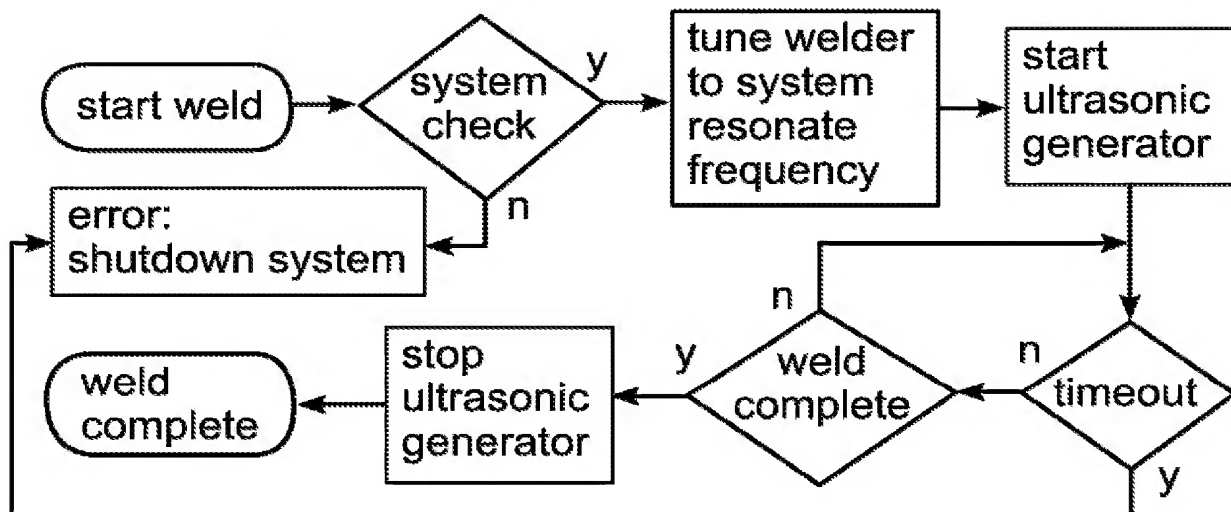 start weld
system
check
y
n
tune welder
to system
resonate
frequency
start
ultrasonic
generator
error:
shutdown system
timeout
n
y
weld
complete
n
y
stop
ultrasonic
generator
weld
complete